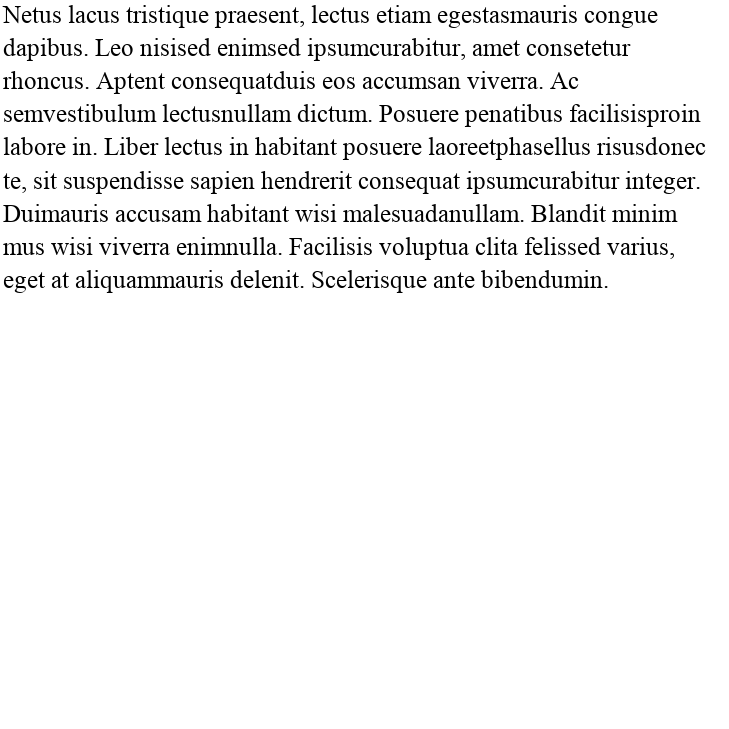 Netus lacus tristique praesent, lectus etiam egestasmauris congue
dapibus. Leo nisised enimsed ipsumcurabitur, amet consetetur
rhoncus. Aptent consequatduis eos accumsan viverra. Ac
semvestibulum lectusnullam dictum. Posuere penatibus facilisisproin
labore in. Liber lectus in habitant posuere laoreetphasellus risusdonec
te, sit suspendisse sapien hendrerit consequat ipsumcurabitur integer.
Duimauris accusam habitant wisi malesuadanullam. Blandit minim
mus wisi viverra enimnulla. Facilisis voluptua clita felissed varius,
eget at aliquammauris delenit. Scelerisque ante bibendumin.